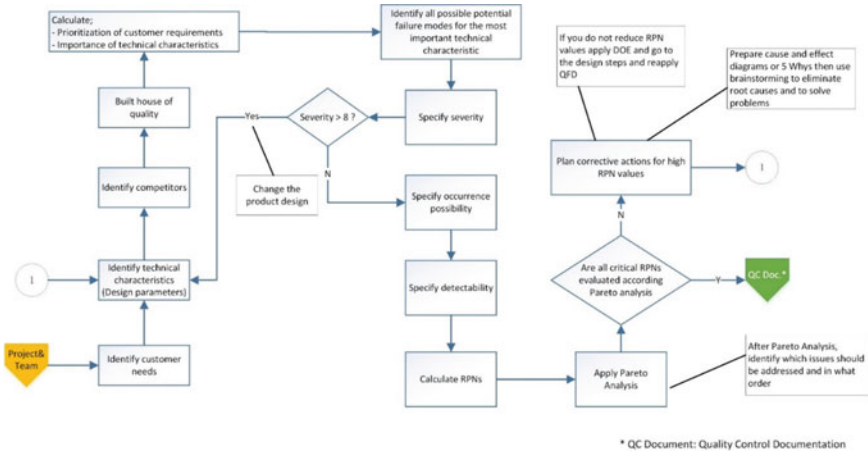 Calculate;
- Prioritization of customer requirements
- Importance of technical characteristics
Identify all possible potential
failure modes for the most
important technical
characteristic
If you do not reduce RPN
values apply DOE and go to
the design steps and reapply
QFD
Prepare cause and effect
diagrams or 5 Whys then use
brainstorming to eliminate
root causes and to solve
problems
Built house of
quality
Yes
Severity > 8 ?
Specify severity
Plan corrective actions for high
RPN values
1
N
Identify competitors
Change the
product design
Specify occurrence
possibility
N
1
Identify technical
characteristics
(Design parameters)
Specify detectability
Are all critical RPNs
evaluated according
Pareto analysis
Y
QC Doc.*
Project&
Team
Identify customer
needs
Calculate RPNs
Apply Pareto
Analysis
After Pareto Analysis,
identify which issues should
be addressed and in what
order
* QC Document: Quality Control Documentation